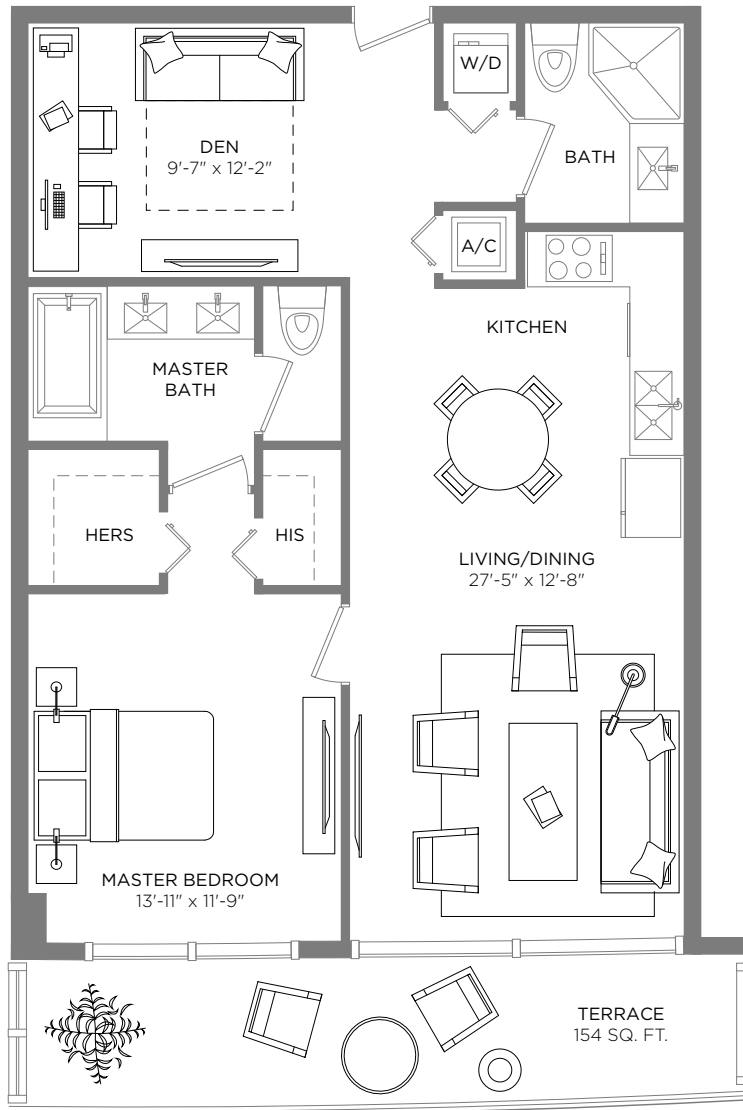 W/D
DEN
9'-7" x 12'-2"
BATH
A/C
KITCHEN
MASTER
BATH
HERS
HIS
LIVING/DINING
27'-5" x 12'-8"
MASTER BEDROOM
13'-11" x 11'-9"
TERRACE
154 SQ. FT.